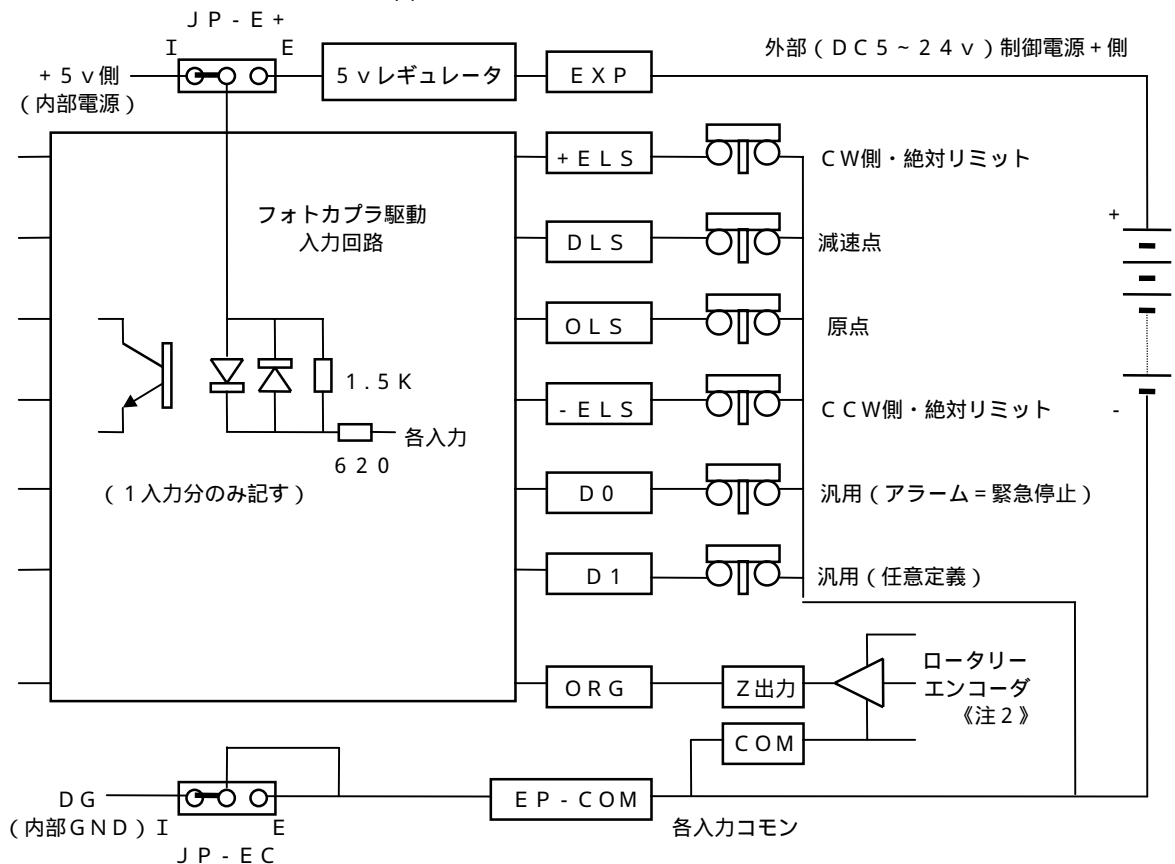 JP-E+
I E
外部(DC5~24v)制御電源+側
+5v側
(内部電源)
5vレギュレータ
EXP
+ELS
CW側・絶対リミット
フォトカプラ駆動
入力回路
DLS
減速点
+
OLS
原点
1.5K
-ELS
CCW側・絶対リミット
-
各入力
620
(1入力分のみ記す)
D0
汎用(アラーム=緊急停止)
D1
汎用(任意定義)
ORG
Z出力
ロータリー
エンコーダ
《注2》
COM
DG
(内部GND)I E
JP-EC
EP-COM
各入力コモン